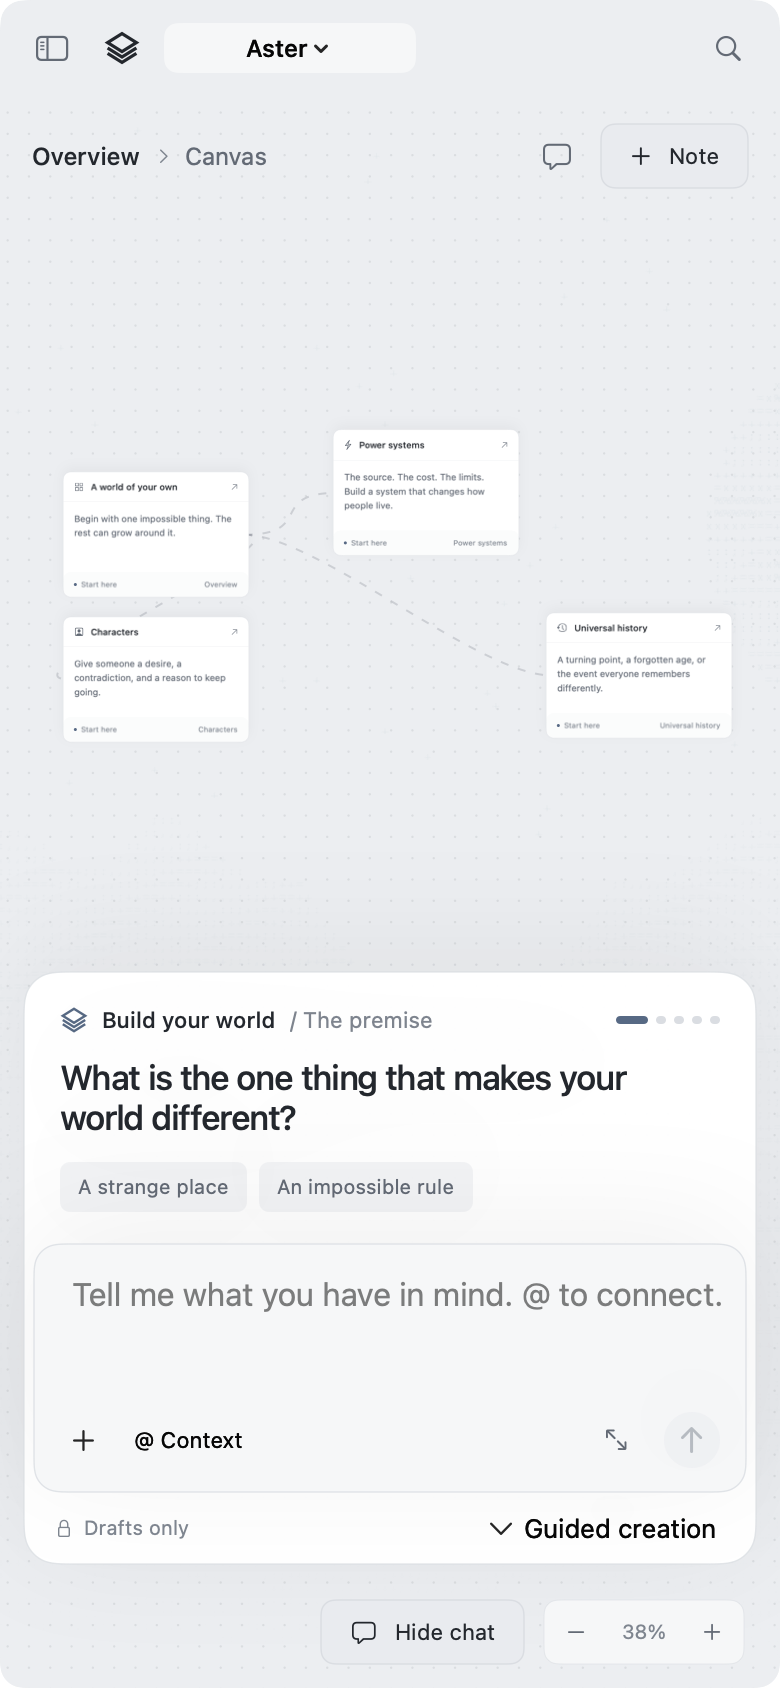 Aster
Overview
Canvas
+ Note
Power systems
The source. The cost. The limits.
Build a system that changes how
people live.
• Start here
Power systems
A world of your own
Begin with one impossible thing. The
rest can grow around it.
• Start here
Overview
Characters
Give someone a desire, a
contradiction, and a reason to keep
going.
• Start here
Characters
Universal history
A turning point, a forgotten age, or
the event everyone remembers
differently.
• Start here
Universal history
Build your world / The premise
What is the one thing that makes your
world different?
A strange place
An impossible rule
Tell me what you have in mind. @ to connect.
@ Context
Drafts only
Guided creation
Hide chat
− 38% +